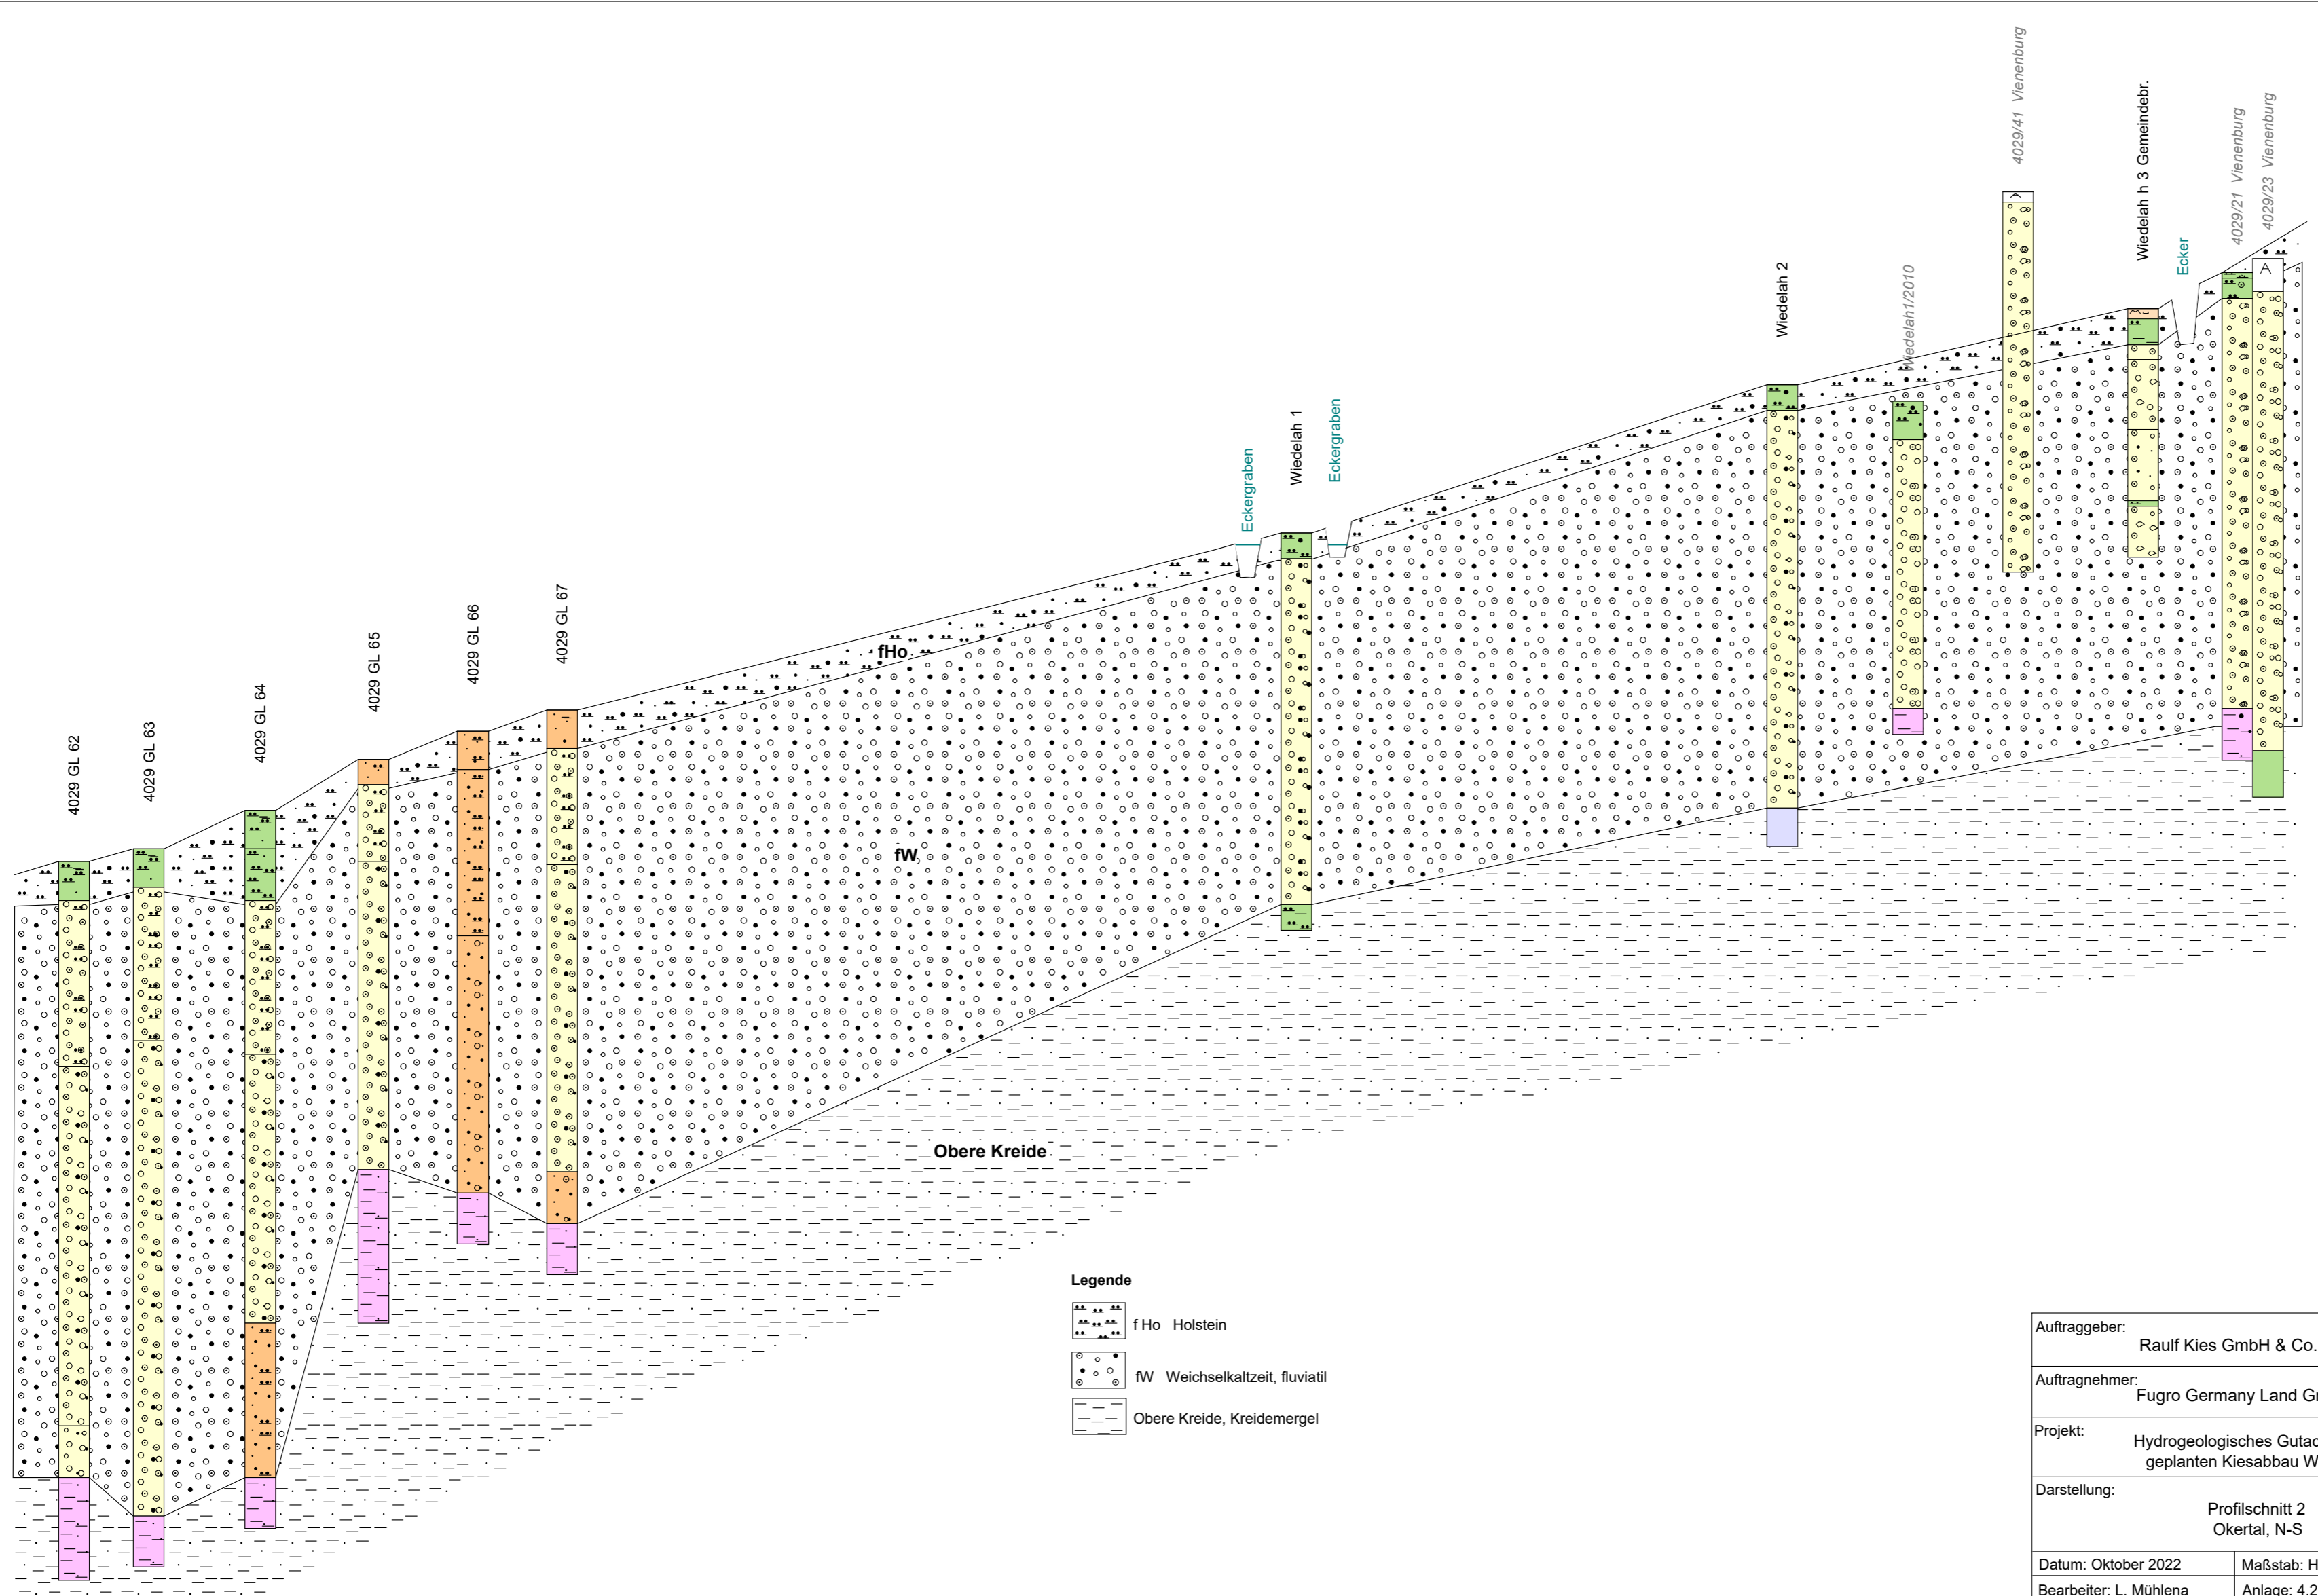 4029/41 Vienenburg
Wiedelah h 3 Gemeindebr.
4029/21 Vienenburg
4029/23 Vienenburg
Ecker
A
A
Wiedelah 2
Wiedelah1/2010
Eckergraben
Wiedelah 1
Eckergraben
4029 GL 62
4029 GL 63
4029 GL 64
4029 GL 65
4029 GL 66
4029 GL 67
fHo
fW
Obere Kreide
Legende
f Ho Holstein
fW Weichselkaltzeit, fluviatil
Obere Kreide, Kreidemergel
Auftraggeber:
Raulf Kies GmbH & Co.
Auftragnehmer:
Fugro Germany Land Gr
Projekt:
Hydrogeologisches Gutac
geplanten Kiesabbau W
Darstellung:
Profilschnitt 2
Okertal, N-S
Datum: Oktober 2022
Maßstab: H
Bearbeiter: L. Mühlena
Anlage: 4.2